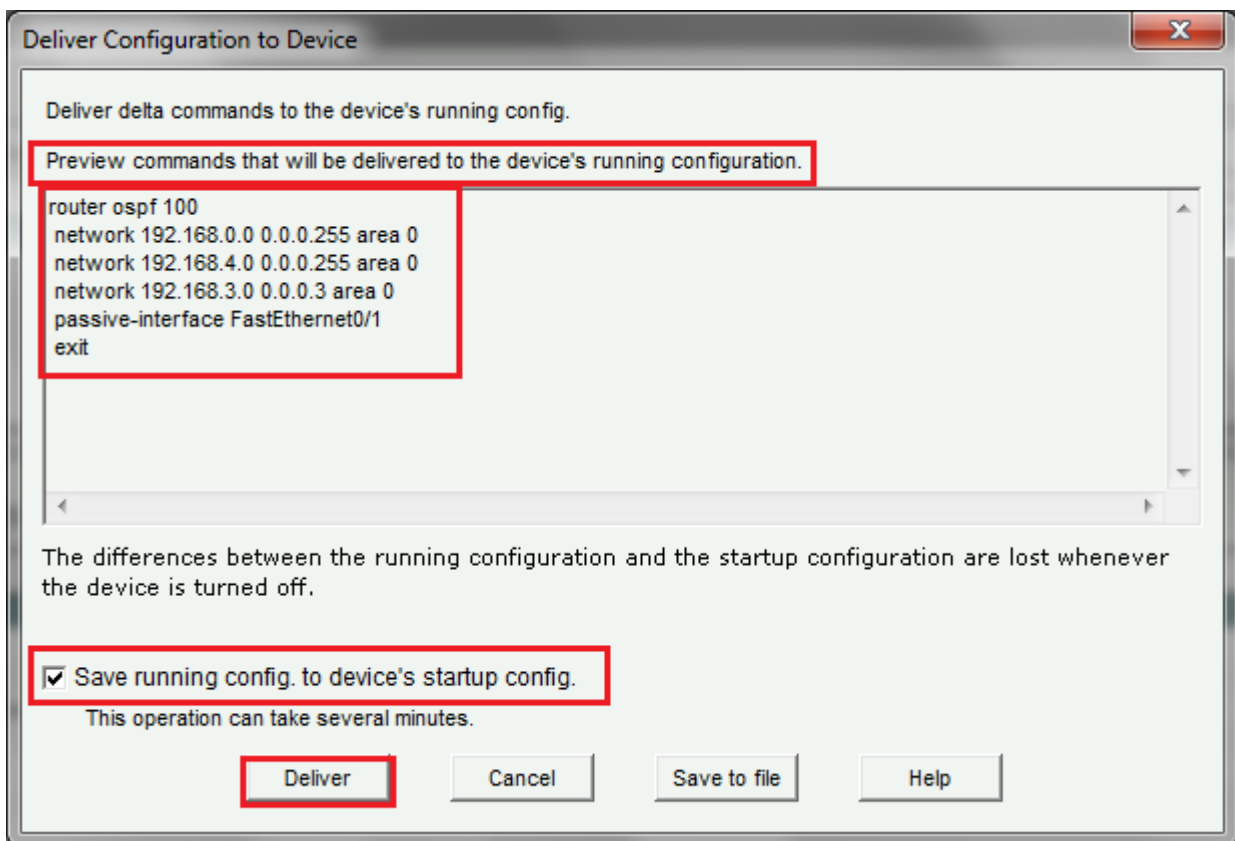 Deliver Configuration to Device
Deliver delta commands to the device's running config.
Preview commands that will be delivered to the device's running configuration.
router ospf 100
network 192.168.0.0 0.0.0.255 area 0
network 192.168.4.0 0.0.0.255 area 0
network 192.168.3.0 0.0.0.3 area 0
passive-interface FastEthernet0/1
exit
The differences between the running configuration and the startup configuration are lost whenever
the device is turned off.
Save running config. to device's startup config.
This operation can take several minutes.
Deliver Cancel Save to file Help